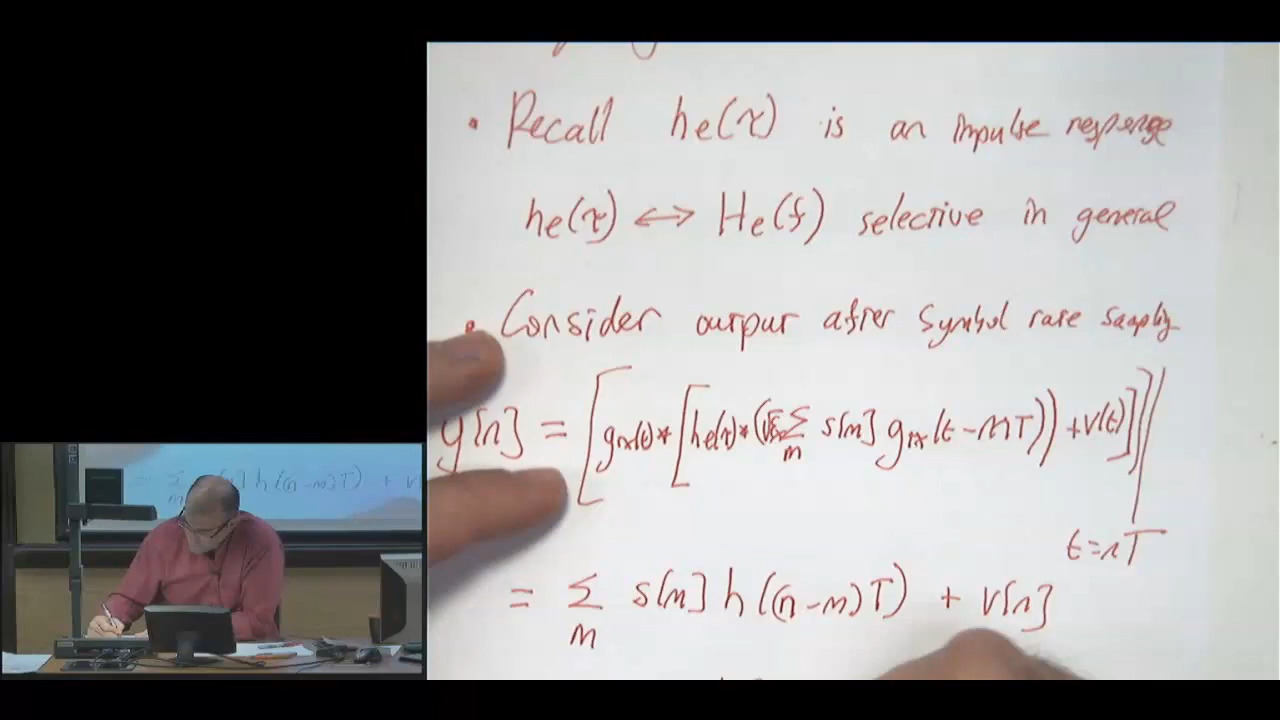 • Recall he(τ) is an impulse response
he(τ) ↔ He(f) selective in general
• Consider output after symbol rate sampling
y[n] = [grx(t) * [he(τ) * (√Ex Σ s[m] gtx(t - mT)) + v(t)]] |
m
t = nT
= Σ s[m] h((n-m)T) + v[n]
m